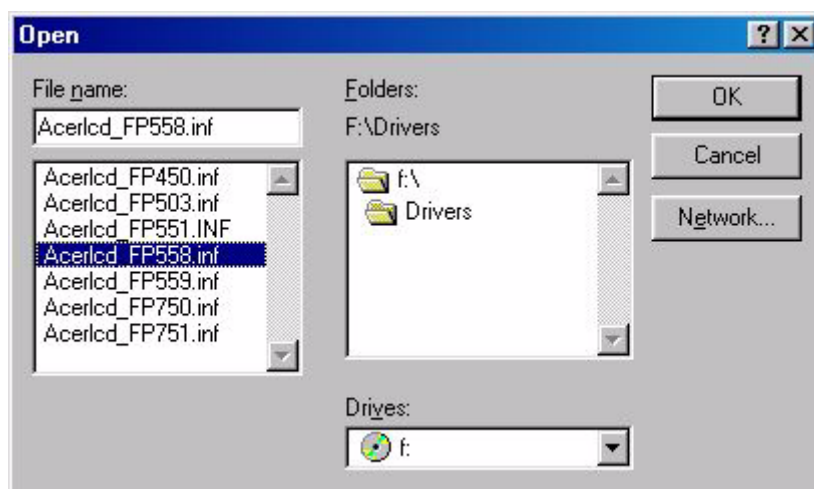 Open
File name:
Acerlcd_FP558.inf
Acerlcd_FP450.inf
Acerlcd_FP503.inf
Acerlcd_FP551.INF
Acerlcd_FP558.inf
Acerlcd_FP559.inf
Acerlcd_FP750.inf
Acerlcd_FP751.inf
Folders:
F:\Drivers
f:\
Drivers
Drives:
f:
OK
Cancel
Network...